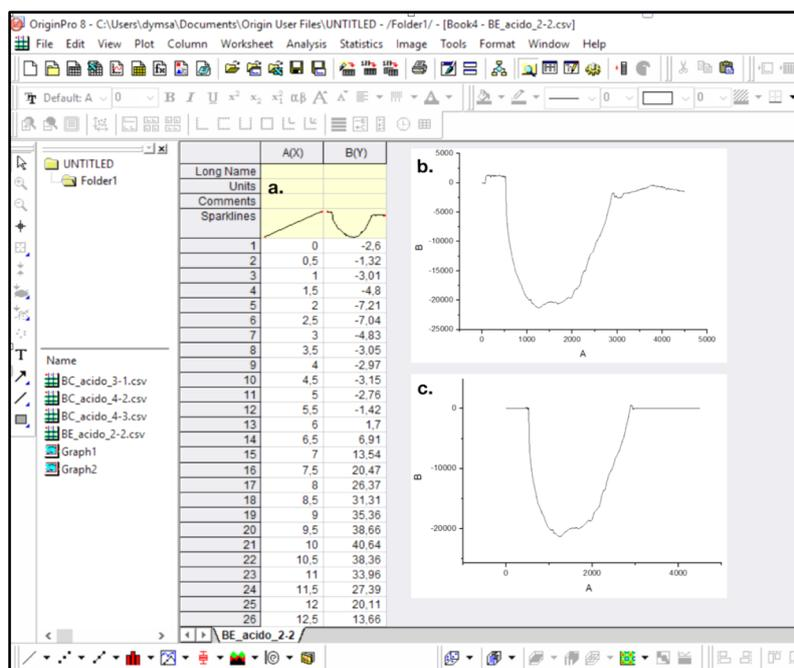 OriginPro 8 - C:\Users\dymsa\Documents\Origin User Files\UNTITLED - /Folder1/ - [Book4 - BE_acido_2-2.csv]
File Edit View Plot Column Worksheet Analysis Statistics Image Tools Format Window Help
Default: A 0 B I U x² x₂ αβ A A 0 0
UNTITLED
Folder1
Name
BC_acido_3-1.csv
BC_acido_4-2.csv
BC_acido_4-3.csv
BE_acido_2-2.csv
Graph1
Graph2
A(X) B(Y)
Long Name
Units a.
Comments
Sparklines
1 0 -2,6
2 0,5 -1,32
3 1 -3,01
4 1,5 -4,8
5 2 -7,21
6 2,5 -7,04
7 3 -4,83
8 3,5 -3,05
9 4 -2,97
10 4,5 -3,15
11 5 -2,76
12 5,5 -1,42
13 6 1,7
14 6,5 6,91
15 7 13,54
16 7,5 20,47
17 8 26,37
18 8,5 31,31
19 9 35,36
20 9,5 38,66
21 10 40,64
22 10,5 38,36
23 11 33,96
24 11,5 27,39
25 12 20,11
26 12,5 13,66
BE_acido_2-2
b.
5000
0
-5000
-10000
-15000
-20000
-25000
B
0 1000 2000 3000 4000 5000
A
c.
0
-10000
-20000
B
0 2000 4000
A
T